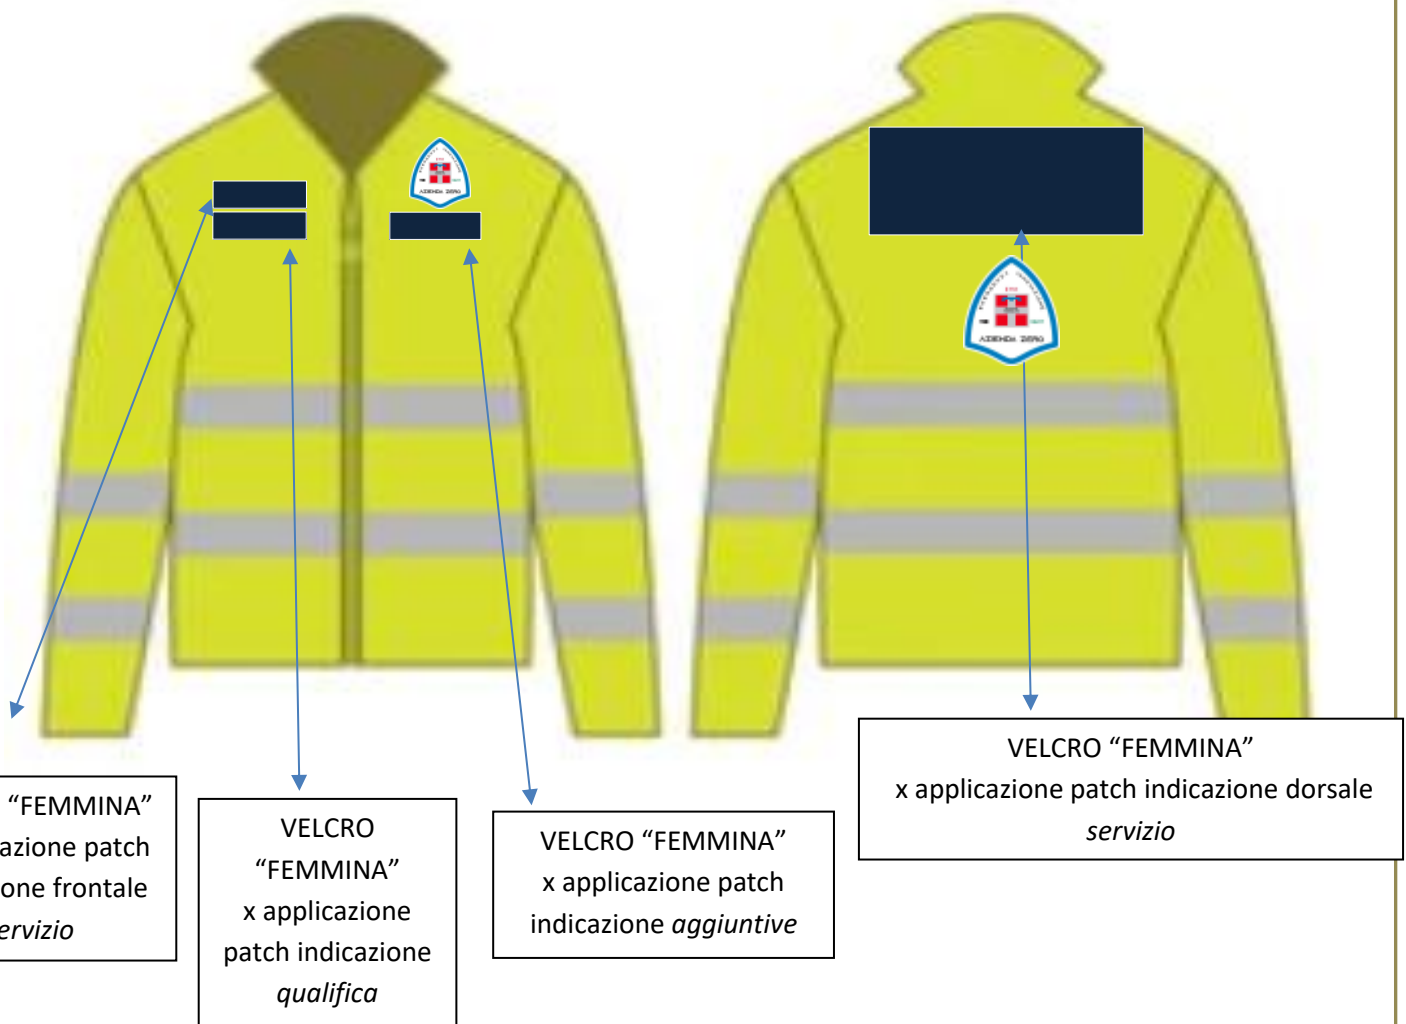 AZIENDA ZERO
AZIENDA ZERO
"FEMMINA"
azione patch
one frontale
ervizio
VELCRO
“FEMMINA”
x applicazione
patch indicazione
qualifica
VELCRO “FEMMINA”
x applicazione patch
indicazione aggiuntive
VELCRO “FEMMINA”
x applicazione patch indicazione dorsale
servizio